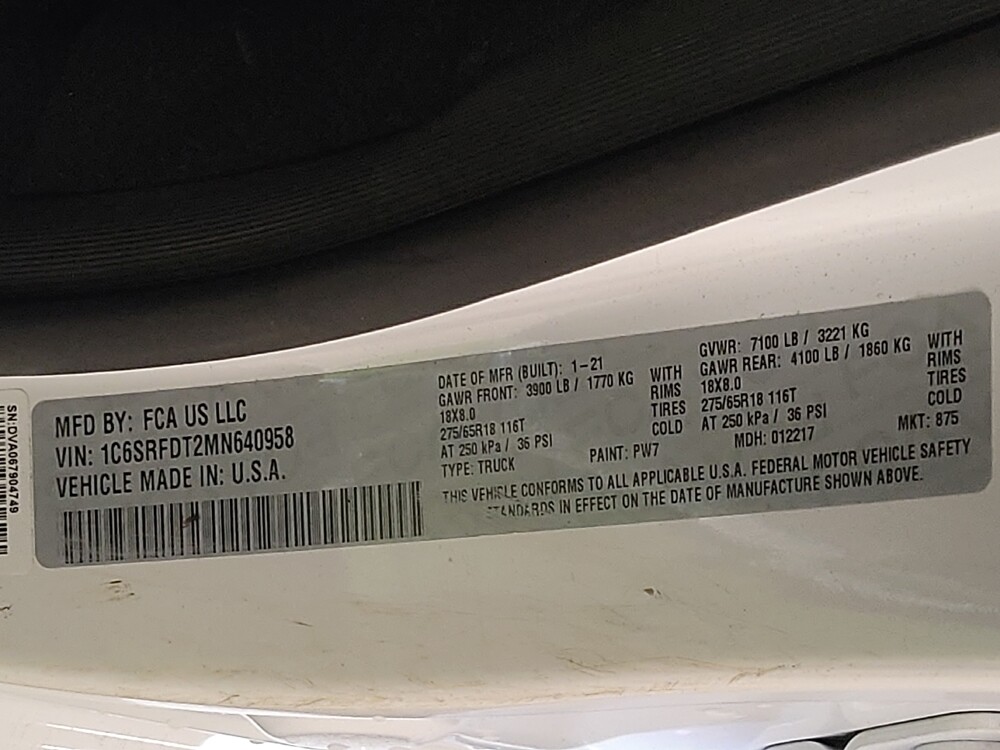 MFD BY: FCA US LLC
VIN: 1C6SRFDT2MN640958
VEHICLE MADE IN: U.S.A.
DATE OF MFR (BUILT): 1-21
GAWR FRONT: 3900 LB / 1770 KG WITH
18X8.0 RIMS
275/65R18 116T TIRES
AT 250 kPa / 36 PSI COLD
TYPE: TRUCK
PAINT: PW7
GVWR: 7100 LB / 3221 KG
GAWR REAR: 4100 LB / 1860 KG WITH
18X8.0 RIMS
275/65R18 116T TIRES
AT 250 kPa / 36 PSI COLD
MDH: 012217
MKT: 875
THIS VEHICLE CONFORMS TO ALL APPLICABLE U.S.A. FEDERAL MOTOR VEHICLE SAFETY
STANDARDS IN EFFECT ON THE DATE OF MANUFACTURE SHOWN ABOVE.
SN:DVA067904749